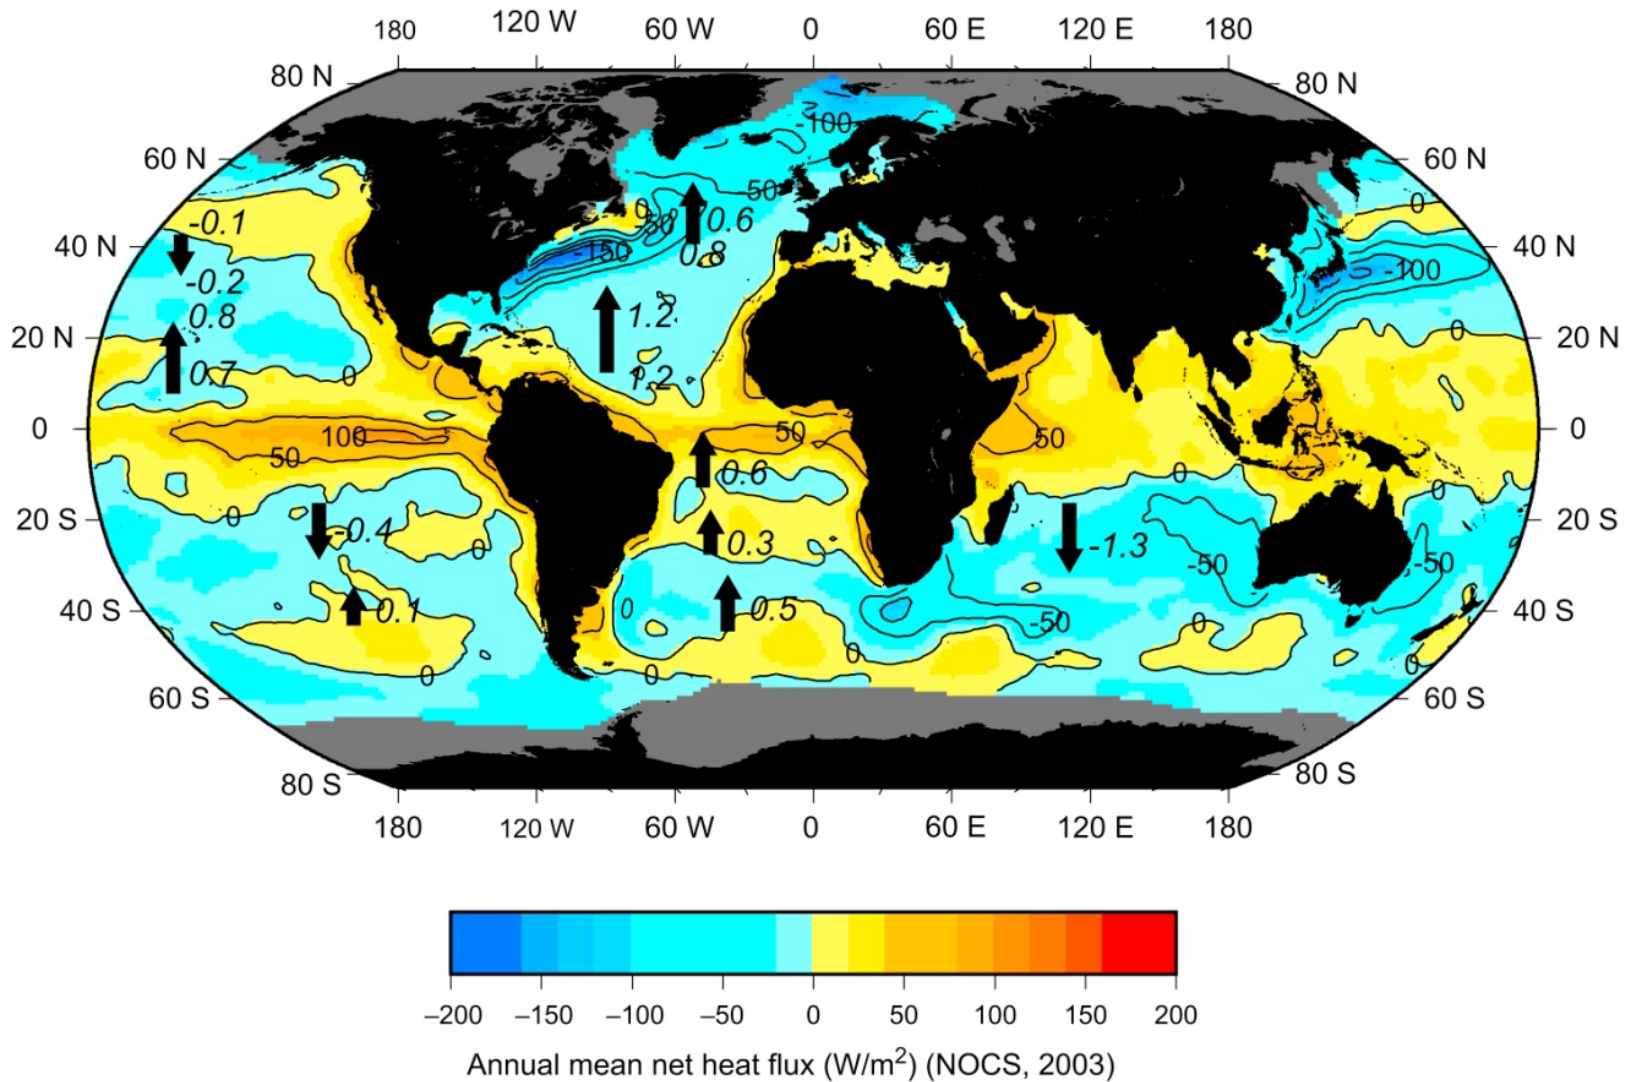 180 120 W 60 W 0 60 E 120 E 180
80 N 80 N
-100
60 N 60 N
50
-0.1 0 -50 0.6 0
40 N -150 0.8 40 N
-0.2 -100
0.8 1.2
20 N 0 20 N
0.7 0 1.2
0 100 50 50 0
50 0.6 0
0 0
20 S -0.4 0.3 -1.3 20 S
0 -50 -50
40 S 0.1 0 0.5 -50 0 40 S
0 0 0 0
60 S 60 S
80 S 80 S
180 120 W 60 W 0 60 E 120 E 180
–200 –150 –100 –50 0 50 100 150 200
Annual mean net heat flux (W/m²) (NOCS, 2003)